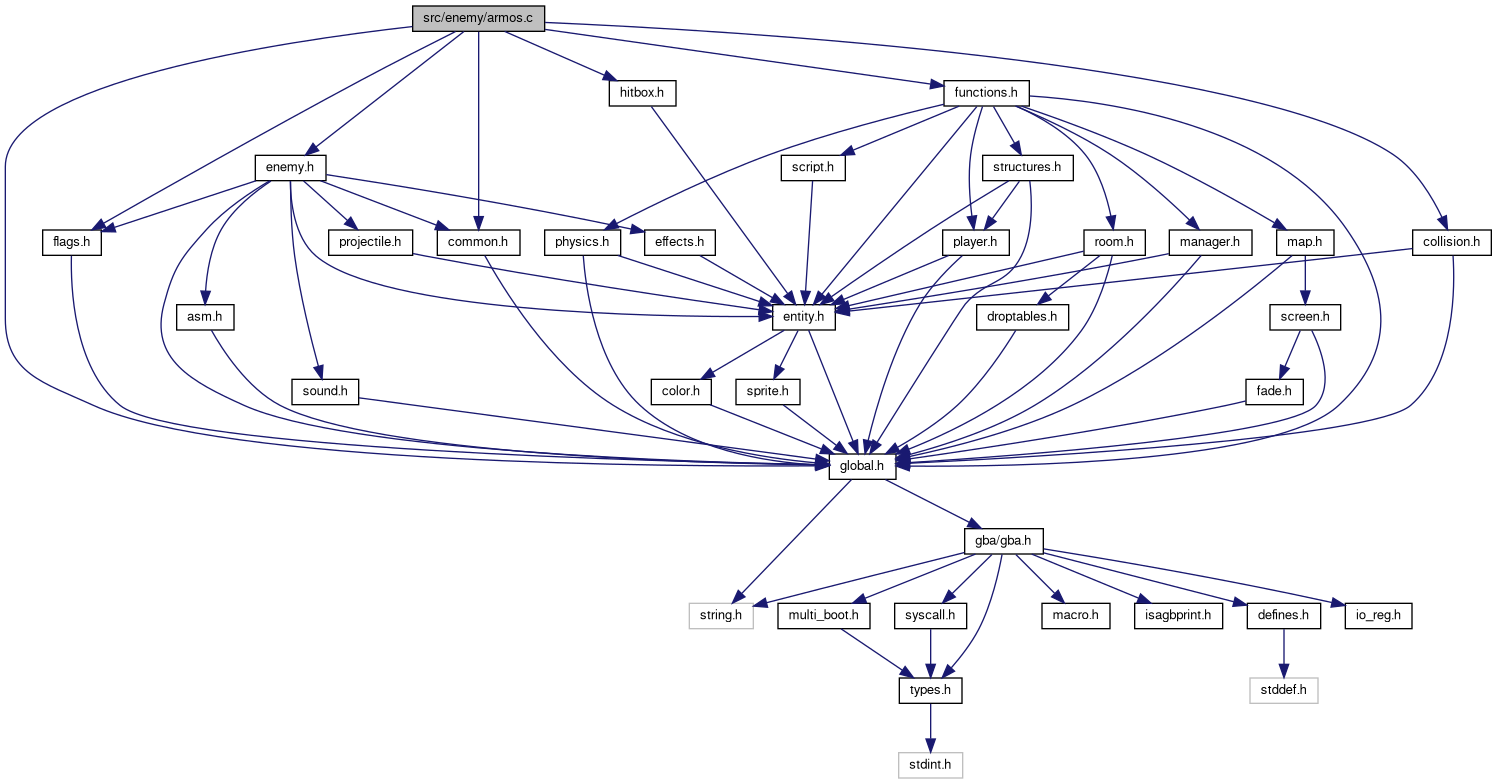 src/enemy/armos.c
hitbox.h
functions.h
enemy.h
script.h
structures.h
flags.h
projectile.h
common.h
physics.h
effects.h
player.h
room.h
manager.h
map.h
collision.h
asm.h
entity.h
droptables.h
screen.h
sound.h
color.h
sprite.h
fade.h
global.h
gba/gba.h
string.h
multi_boot.h
syscall.h
macro.h
isagbprint.h
defines.h
io_reg.h
types.h
stddef.h
stdint.h